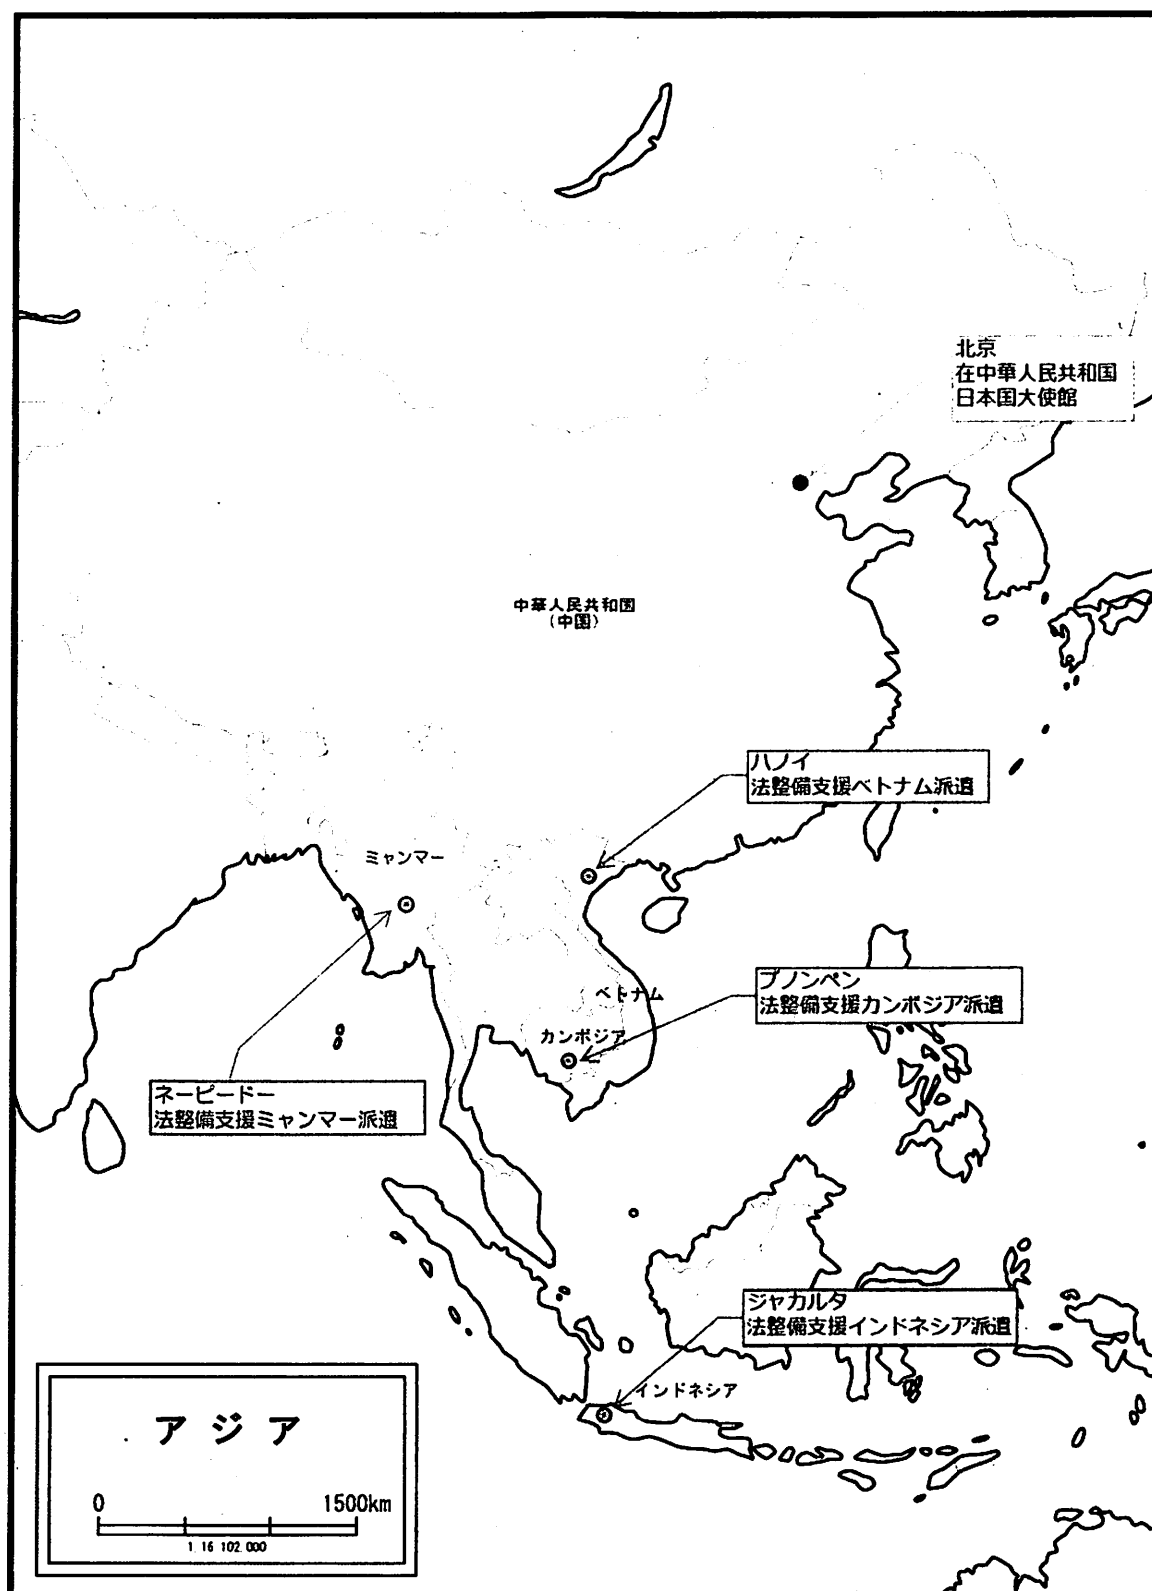 北京
在中華人民共和国
日本国大使館
中華人民共和国
(中国)
ハノイ
法整備支援ベトナム派遣
ミャンマー
プノンペン
法整備支援カンボジア派遣
ベトナム
カンボジア
ネーピードー
法整備支援ミャンマー派遣
ジャカルタ
法整備支援インドネシア派遣
インドネシア
アジア
0 1500km
1 16 102 000